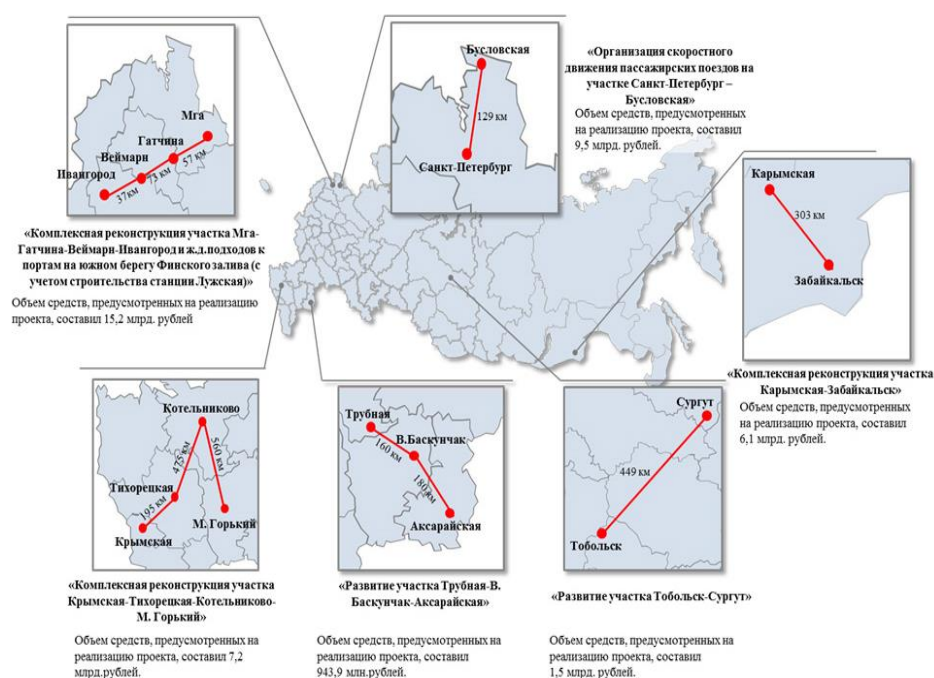 Мга
Гатчина
Веймарн
Ивангород
57 км
73 км
37км
«Комплексная реконструкция участка Мга-
Гатчина-Веймарн-Ивангород и ж.д.подходов к
портам на южном берегу Финского залива (с
учетом строительства станции Лужская)»
Объем средств, предусмотренных на реализацию
проекта, составил 15,2 млрд. рублей
Бусловская
129 км
Санкт-Петербург
«Организация скоростного
движения пассажирских поездов на
участке Санкт-Петербург –
Бусловская»
Объем средств, предусмотренных
на реализацию проекта, составил
9,5 млрд. рублей.
Карымская
303 км
Забайкальск
«Комплексная реконструкция участка
Карымская-Забайкальск»
Объем средств, предусмотренных
на реализацию проекта, составил
6,1 млрд. рублей.
Котельниково
475 км
560 км
Тихорецкая
195 км
М. Горький
Крымская
«Комплексная реконструкция участка
Крымская-Тихорецкая-Котельниково-
М. Горький»
Объем средств, предусмотренных на
реализацию проекта, составил 7,2
млрд.рублей.
Трубная
В.Баскунчак
160 км
180 км
Аксарайская
«Развитие участка Трубная-В.
Баскунчак-Аксарайская»
Объем средств, предусмотренных на
реализацию проекта, составил
943,9 млн.рублей.
Сургут
449 км
Тобольск
«Развитие участка Тобольск-Сургут»
Объем средств, предусмотренных на
реализацию проекта, составил
1,5 млрд. рублей.